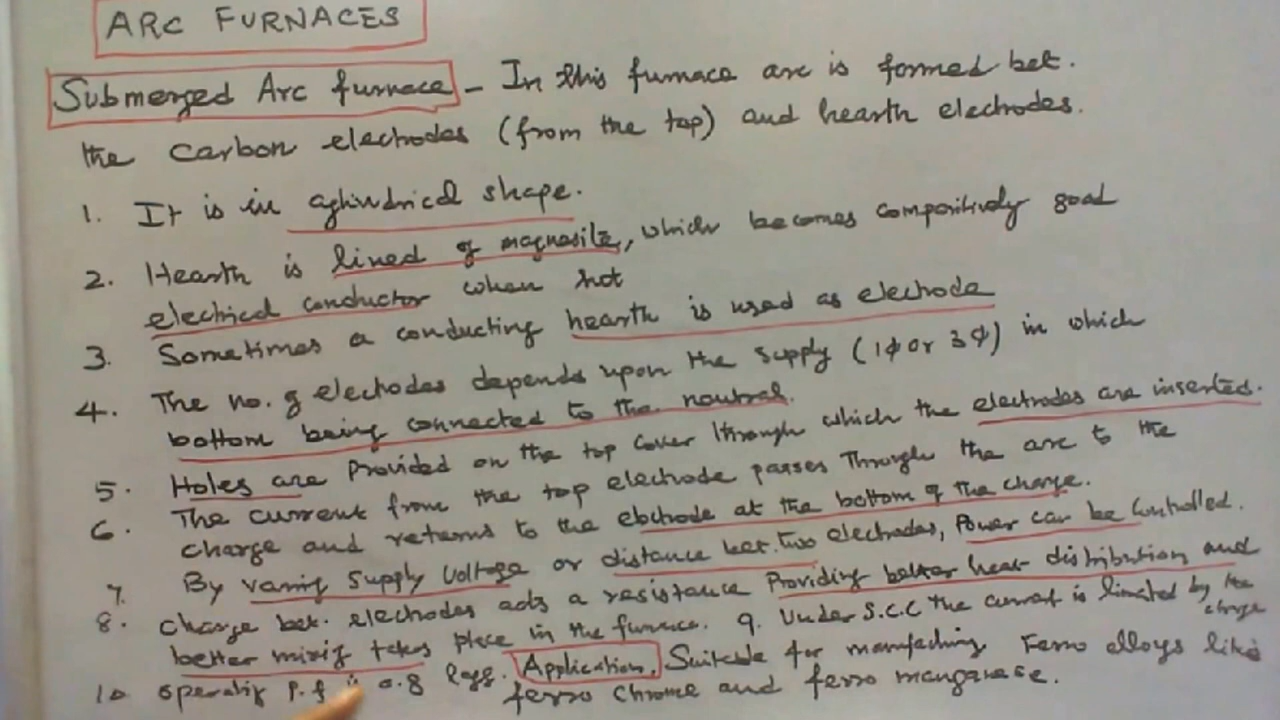 ARC FURNACES
Submerged Arc furnace - In this furnace arc is formed bet.
the carbon electrodes (from the top) and hearth electrodes.
1. It is in cylindrical shape.
2. Hearth is lined of magnasite, which becomes compositively good
electrical conductor when hot
3. Sometimes a conducting hearth is used as electrode
4. The no. of electrodes depends upon the supply (1ϕ or 3ϕ) in which
bottom being connected to the neutral.
5. Holes are provided on the top cover through which the electrodes are inserted.
6. The current from the top electrode passes through the arc to the
charge and returns to the electrode at the bottom of the charge.
7. By varing supply voltage or distance bet. two electrodes, power can be controlled.
8. charge bet. electrodes acts a resistance providing better heat distribution and
better mixing takes place in the furnace. 9. Under S.C.C the current is limated by the charge
10 operating P.f is 0.8 lagg. Application. Suitable for manufaching Ferro alloys like
ferro chrome and ferro manganese.